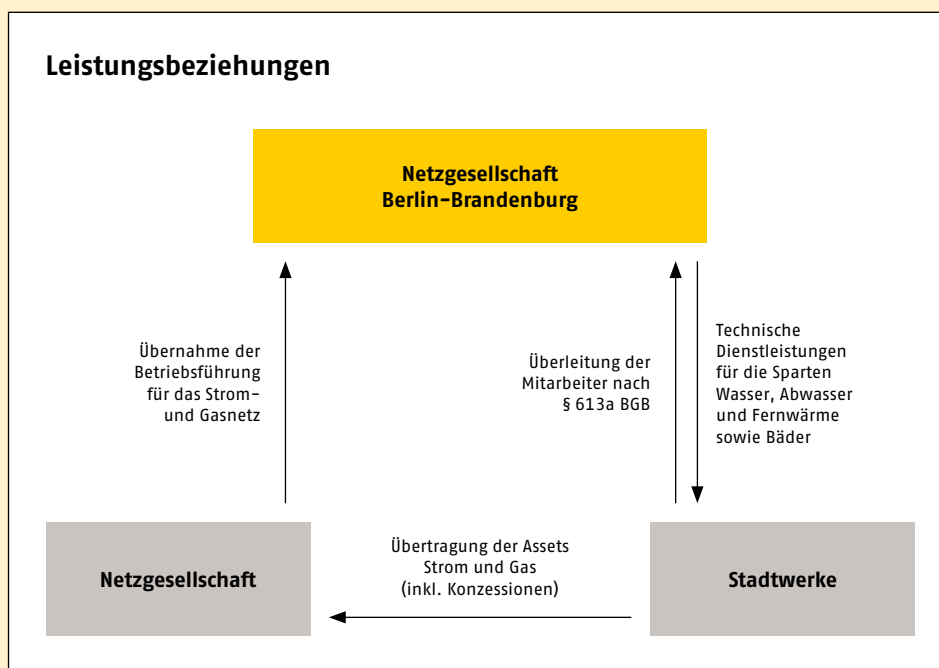 Leistungsbeziehungen
Netzgesellschaft
Berlin-Brandenburg
Übernahme der
Betriebsführung
für das Strom-
und Gasnetz
Überleitung der
Mitarbeiter nach
§ 613a BGB
Technische
Dienstleistungen
für die Sparten
Wasser, Abwasser
und Fernwärme
sowie Bäder
Netzgesellschaft
Übertragung der Assets
Strom und Gas
(inkl. Konzessionen)
Stadtwerke